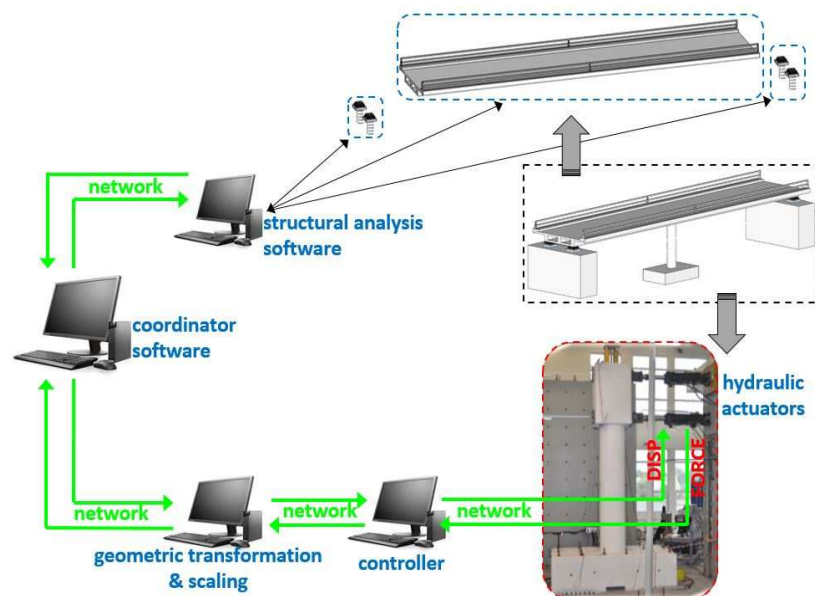 network
structural analysis
software
coordinator
software
hydraulic
actuators
DISP
FORCE
network
network
network
geometric transformation
& scaling
controller